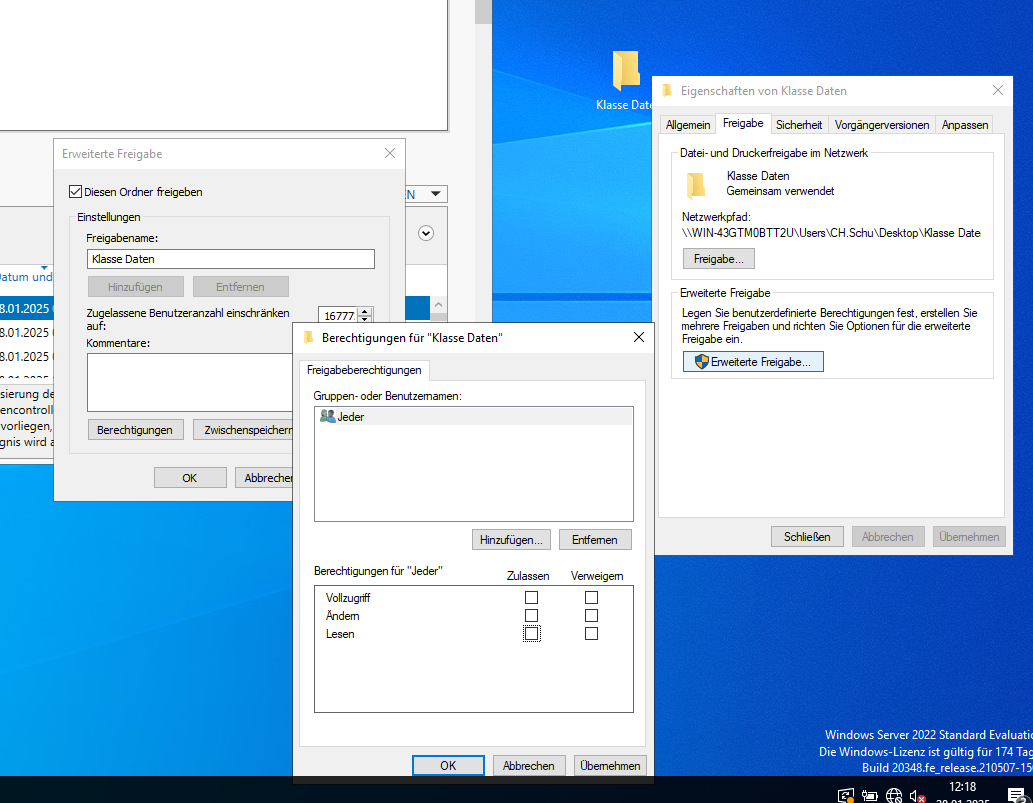 Klasse Date
Eigenschaften von Klasse Daten
Allgemein Freigabe Sicherheit Vorgängerversionen Anpassen
Datei- und Druckerfreigabe im Netzwerk
Klasse Daten
Gemeinsam verwendet
Netzwerkpfad:
\\WIN-43GTM0BTT2U\Users\CH.Schu\Desktop\Klasse Date
Freigabe...
Erweiterte Freigabe
Legen Sie benutzerdefinierte Berechtigungen fest, erstellen Sie
mehrere Freigaben und richten Sie Optionen für die erweiterte
Freigabe ein.
Erweiterte Freigabe...
Schließen Abbrechen Übernehmen
Erweiterte Freigabe
Diesen Ordner freigeben
Einstellungen
Freigabename:
Klasse Daten
Hinzufügen Entfernen
Zugelassene Benutzeranzahl einschränken
auf:
16777
Kommentare:
Berechtigungen Zwischenspeichern
OK Abbrechen
EN
Datum und
8.01.2025
8.01.2025
8.01.2025
sierung de
encontroll
vorliegen,
gnis wird a
Berechtigungen für "Klasse Daten"
Freigabeberechtigungen
Gruppen- oder Benutzernamen:
Jeder
Hinzufügen... Entfernen
Berechtigungen für "Jeder" Zulassen Verweigern
Vollzugriff
Ändern
Lesen
OK Abbrechen Übernehmen
Windows Server 2022 Standard Evaluatio
Die Windows-Lizenz ist gültig für 174 Tag
Build 20348.fe_release.210507-15
12:18
28.01.2025